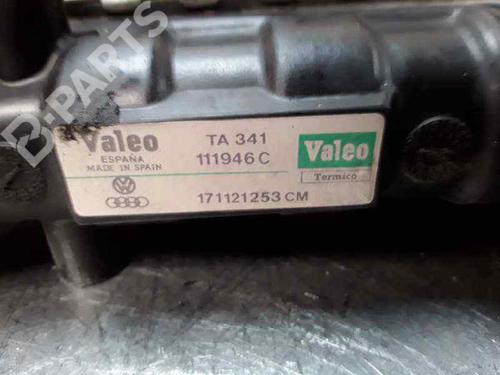 B-PARTS
Valeo
ESPAÑA
MADE IN SPAIN
TA 341
111946 C
171121253 CM
Valeo
Termico